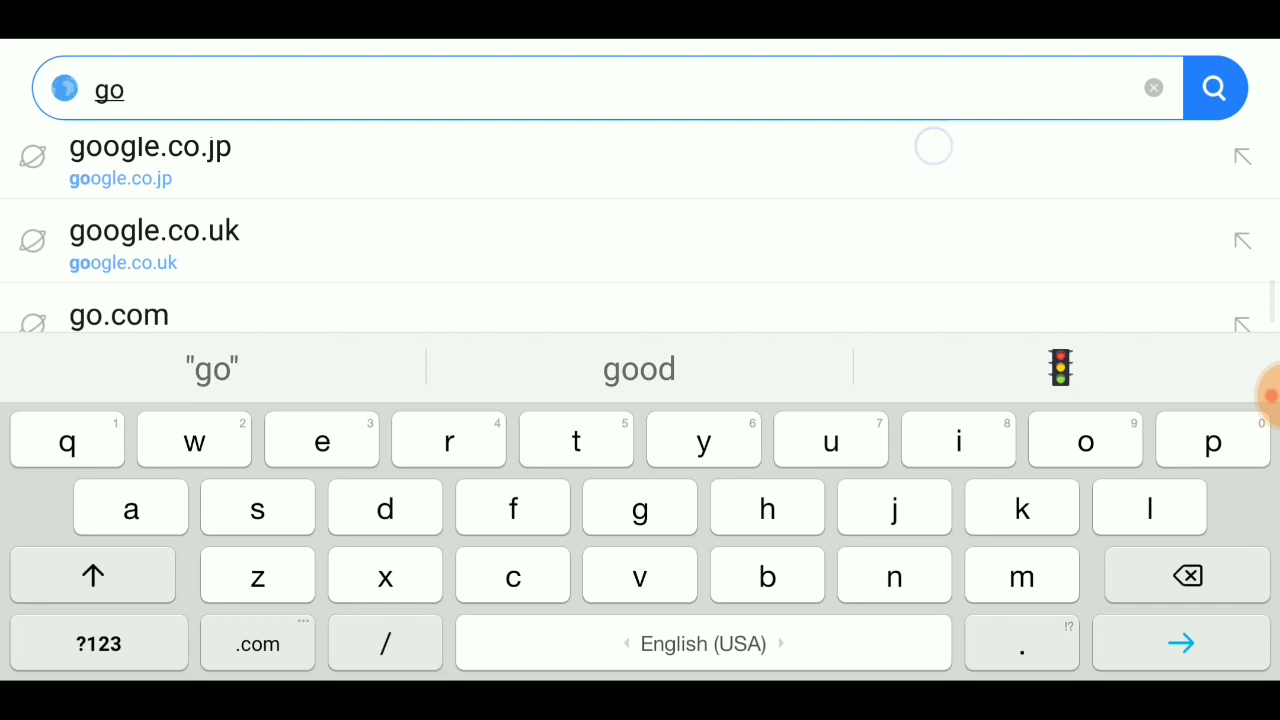 go
google.co.jp
google.co.jp
google.co.uk
google.co.uk
go.com
"go" good
q 1 w 2 e 3 r 4 t 5 y 6 u 7 i 8 o 9 p 0
a s d f g h j k l
z x c v b n m
?123 .com ... / English (USA) . !?